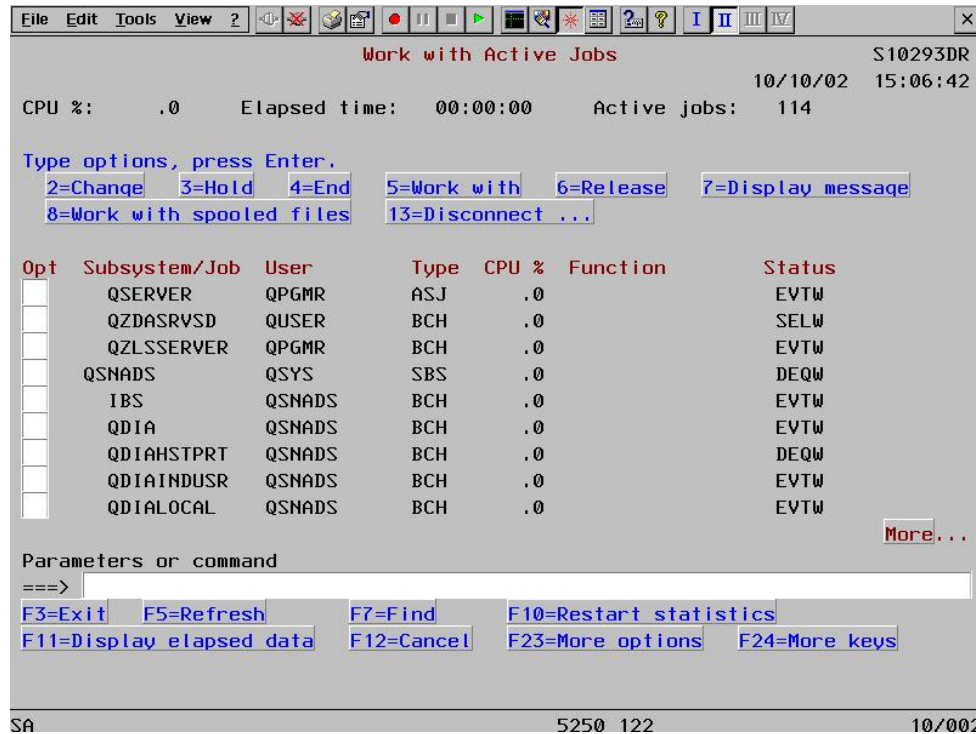 File Edit Tools View ? I II III IV X
Work with Active Jobs S10293DR
10/10/02 15:06:42
CPU %: .0 Elapsed time: 00:00:00 Active jobs: 114
Type options, press Enter.
2=Change 3=Hold 4=End 5=Work with 6=Release 7=Display message
8=Work with spooled files 13=Disconnect ...
Opt Subsystem/Job User Type CPU % Function Status
QSERVER QPGMR ASJ .0 EVTW
QZDASRVSD QUSER BCH .0 SELW
QZLSSERVER QPGMR BCH .0 EVTW
QSNADS QSYS SBS .0 DEQW
IBS QSNADS BCH .0 EVTW
QDIA QSNADS BCH .0 EVTW
QDIAHSTPRT QSNADS BCH .0 DEQW
QDIAINDUSR QSNADS BCH .0 EVTW
QDIALOCAL QSNADS BCH .0 EVTW
More...
Parameters or command
===>
F3=Exit F5=Refresh F7=Find F10=Restart statistics
F11=Display elapsed data F12=Cancel F23=More options F24=More keys
SA 5250 122 10/002